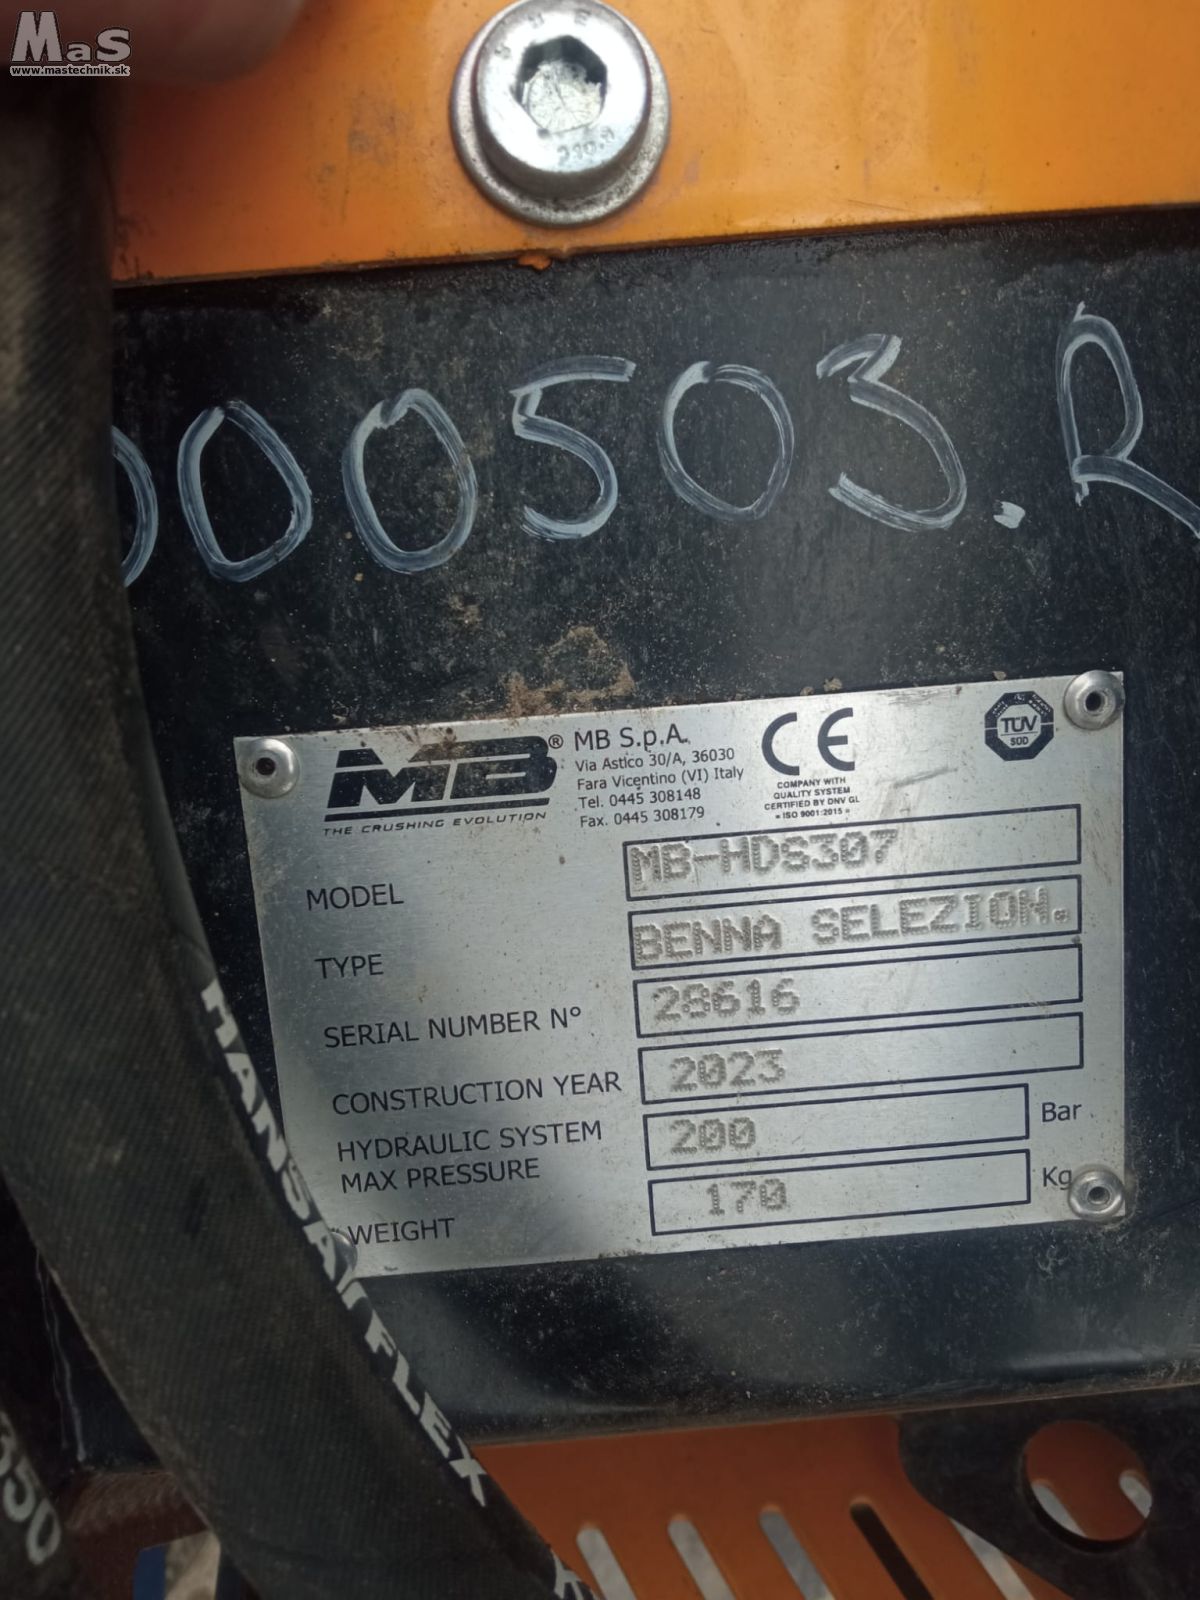 MaS
www.mastechnik.sk
000503.R
MB®
THE CRUSHING EVOLUTION
MB S.p.A.
Via Astico 30/A, 36030
Fara Vicentino (VI) Italy
Tel. 0445 308148
Fax. 0445 308179
CE
COMPANY WITH
QUALITY SYSTEM
CERTIFIED BY DNV GL
= ISO 9001:2015 =
TÜV
SÜD
MODEL MB-HDS307
TYPE BENNA SELEZION.
SERIAL NUMBER N° 28616
CONSTRUCTION YEAR 2023
HYDRAULIC SYSTEM
MAX PRESSURE 200 Bar
WEIGHT 170 Kg
HANSA-FLEX
350